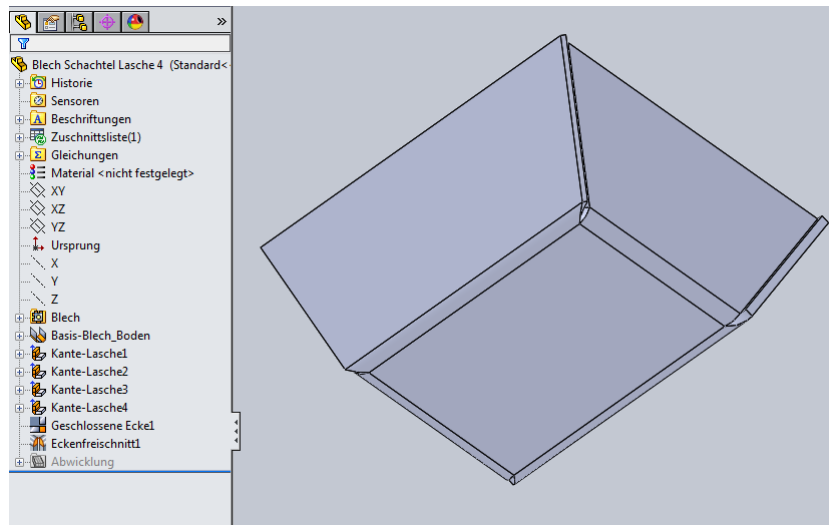 »
Blech Schachtel Lasche 4 (Standard<
Historie
Sensoren
Beschriftungen
Zuschnittsliste(1)
Gleichungen
Material <nicht festgelegt>
XY
XZ
YZ
Ursprung
X
Y
Z
Blech
Basis-Blech_Boden
Kante-Lasche1
Kante-Lasche2
Kante-Lasche3
Kante-Lasche4
Geschlossene Ecke1
Eckenfreischnitt1
Abwicklung